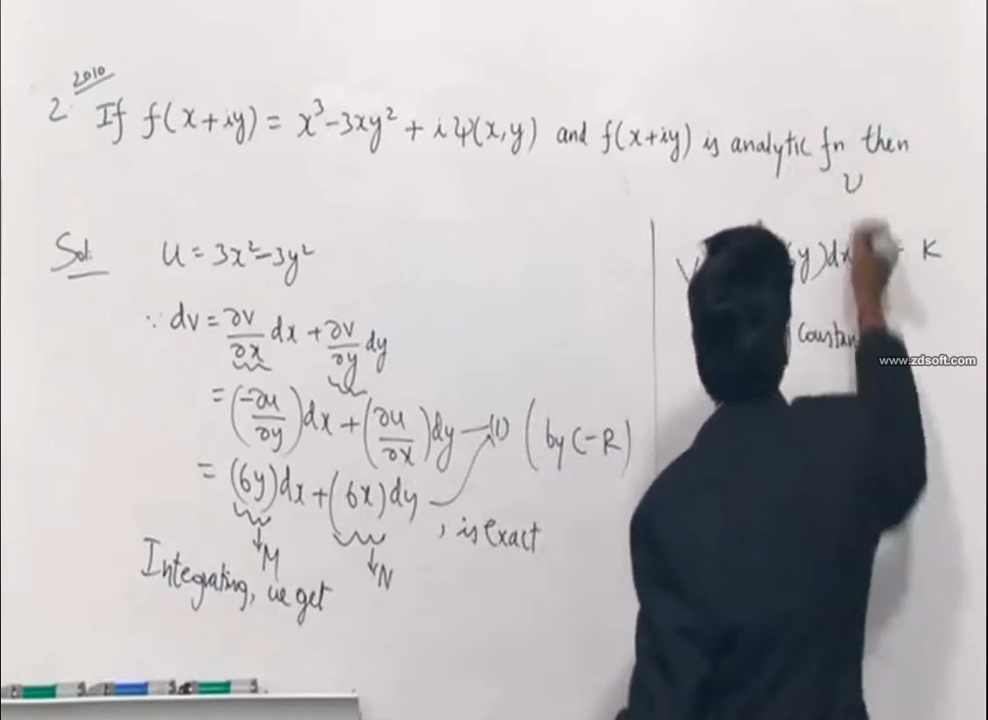 2010
2. If f(x+iy) = x³-3xy² + iψ(x,y) and f(x+iy) is analytic fn then
υ
Sol: u = 3x²-3y²
∵ dv = ∂v/∂x dx + ∂v/∂y dy
= (-∂u/∂y)dx + (∂u/∂x)dy —(1) (by C-R)
= (6y)dx + (6x)dy , is exact
↓M ↓N
Integrating, we get
y)dx K
Constan
www.zdsoft.com